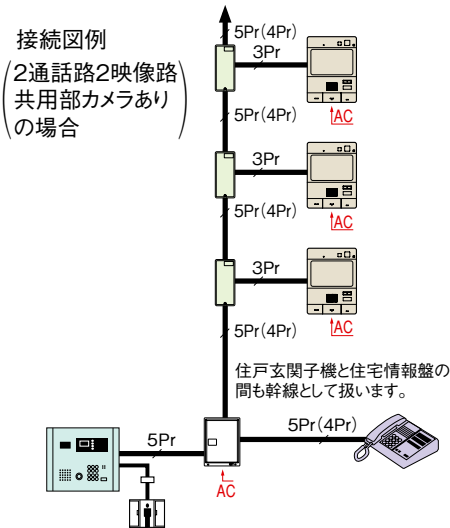 接続図例
2通話路2映像路
共用部カメラあり
の場合
5Pr(4Pr)
3Pr
AC
5Pr(4Pr)
3Pr
AC
5Pr(4Pr)
3Pr
AC
5Pr(4Pr)
住戸玄関子機と住宅情報盤の
間も幹線として扱います。
5Pr
5Pr(4Pr)
AC